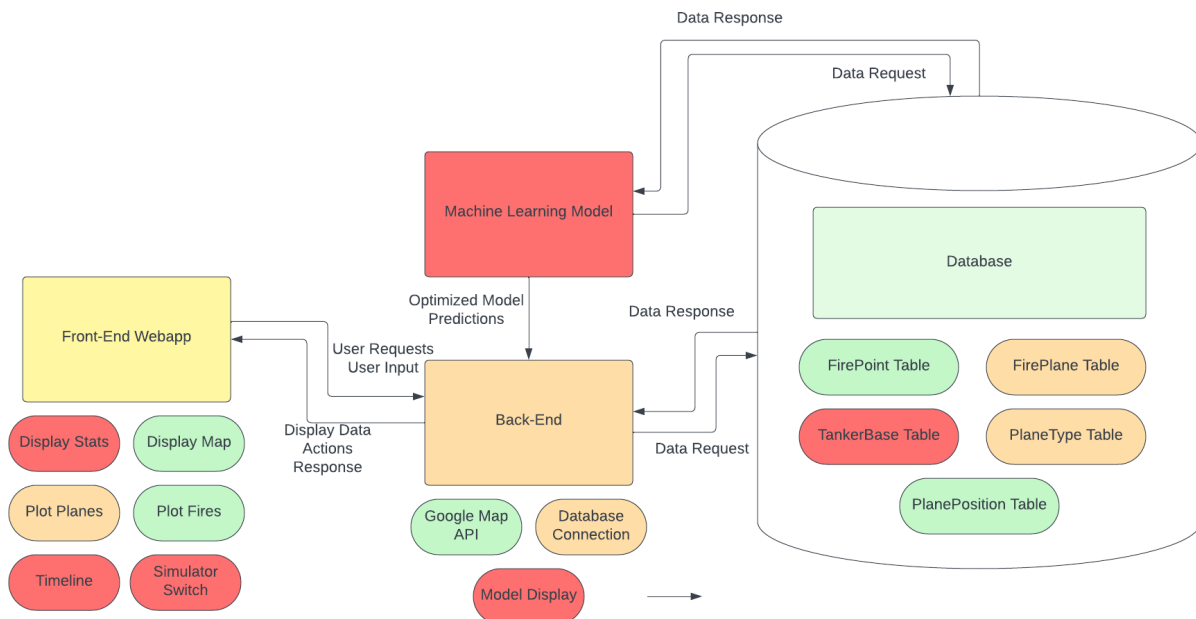 Data Response
Data Request
Machine Learning Model
Database
Optimized Model
Predictions
Data Response
Front-End Webapp
User Requests
User Input
FirePoint Table
FirePlane Table
Back-End
Display Stats
Display Map
Display Data
Actions
Response
Data Request
TankerBase Table
PlaneType Table
Plot Planes
Plot Fires
Google Map
API
Database
Connection
PlanePosition Table
Timeline
Simulator
Switch
Model Display